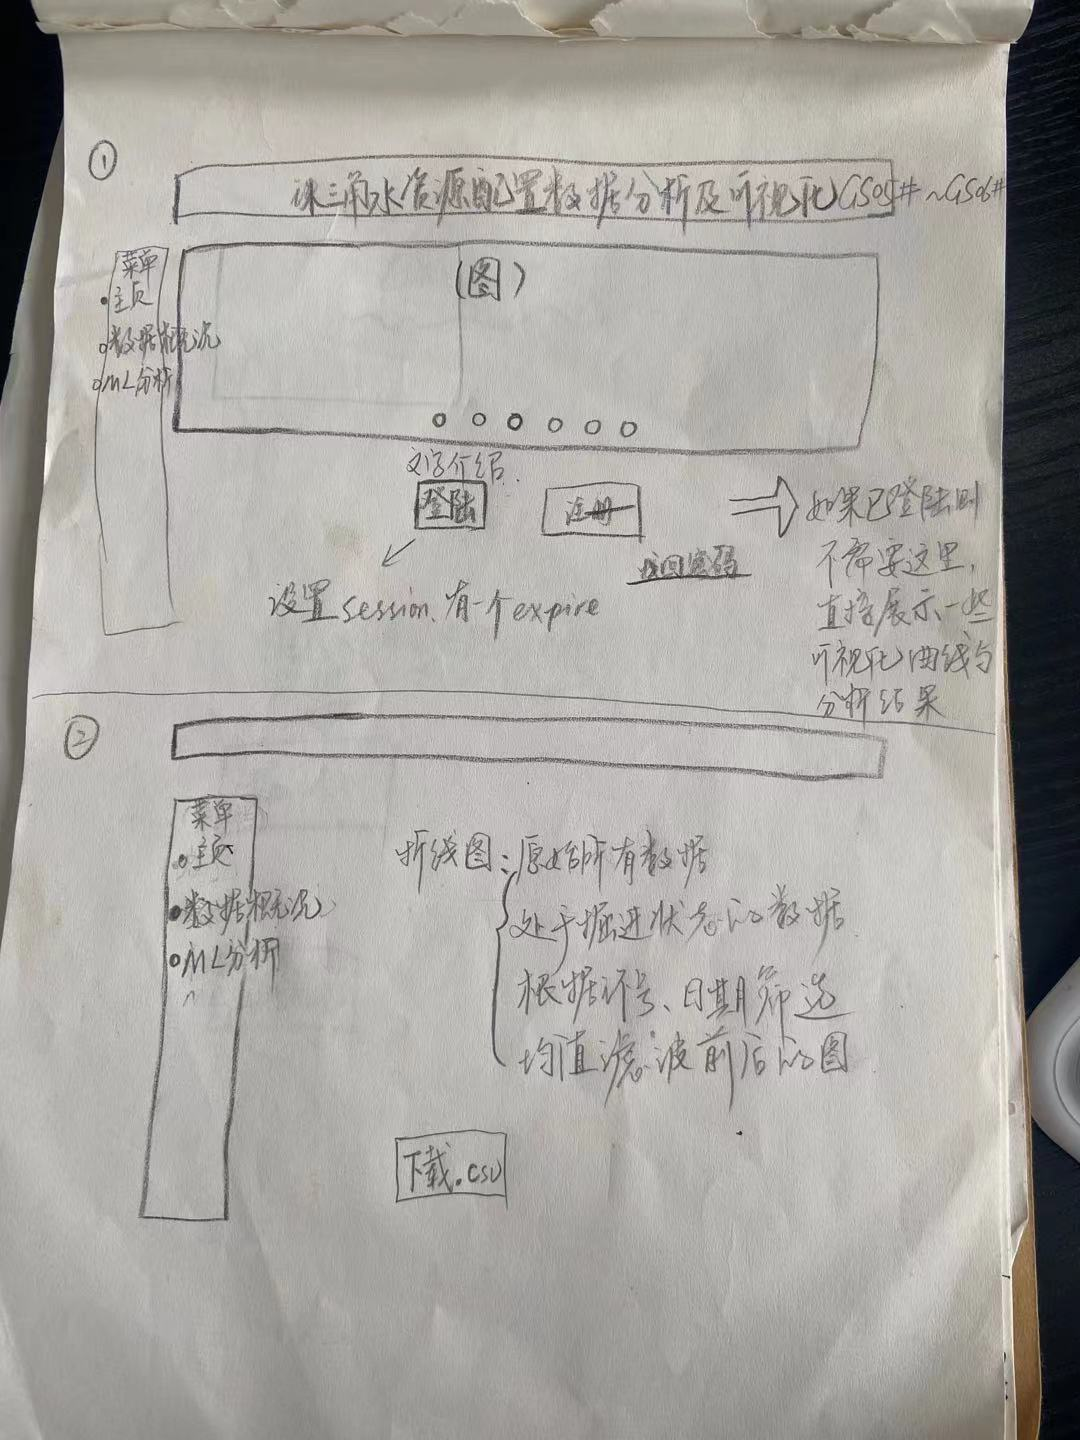 ①
珠三角水资源配置数据分析及可视化GS05#~GS06#
菜单
主页
数据概况
ML分析
(图)
文字介绍
登陆
注册
找回密码
设置session,有一个expire
如果已登陆则
不需要这里,
直接展示一些
可视化曲线与
分析结果
②
菜单
主页
数据概况
ML分析
折线图:原始所有数据
处于掘进状态的数据
根据环号、日期筛选
均值滤波前后的图
下载.csv